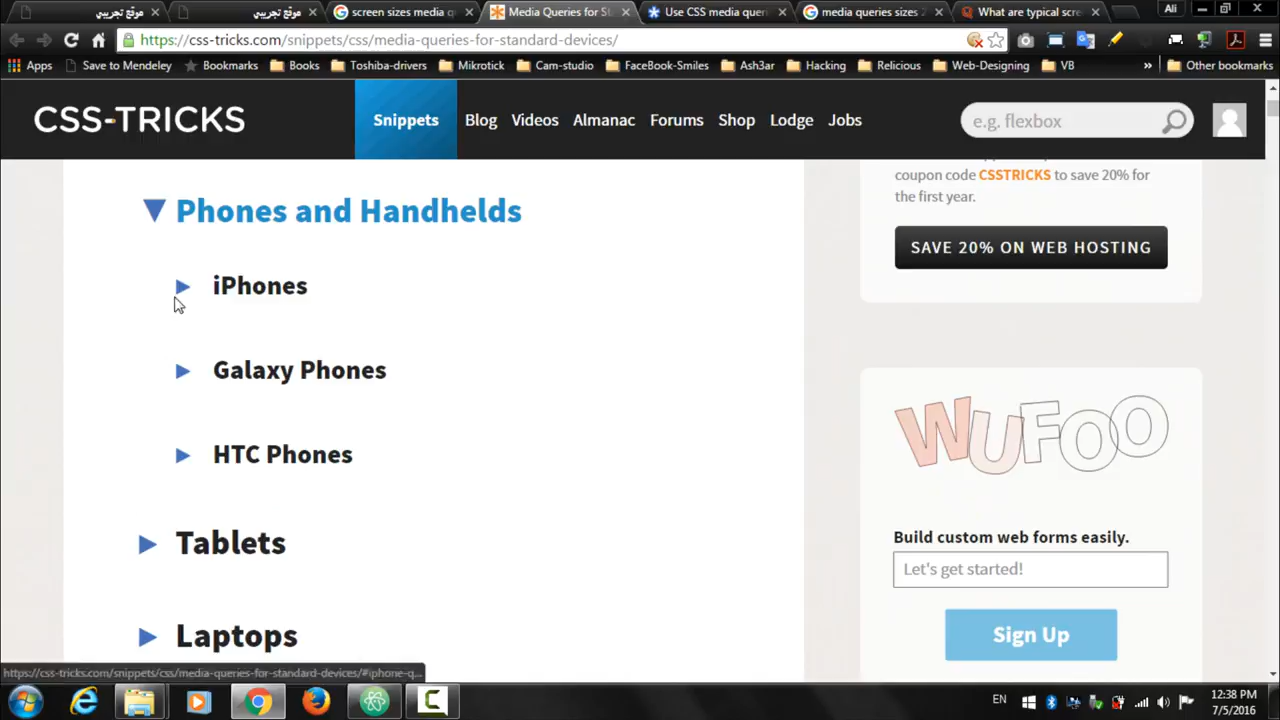 موقع تجريبي
موقع تجريبي
screen sizes media q
Media Queries for St
Use CSS media quer
media queries sizes
What are typical scre
Ali
https://css-tricks.com/snippets/css/media-queries-for-standard-devices/
Apps
Save to Mendeley
Bookmarks
Books
Toshiba-drivers
Mikrotick
Cam-studio
FaceBook-Smiles
Ash3ar
Hacking
Relicious
Web-Designing
VB
»
Other bookmarks
CSS-TRICKS
Snippets
Blog
Videos
Almanac
Forums
Shop
Lodge
Jobs
e.g. flexbox
coupon code CSSTRICKS to save 20% for
the first year.
SAVE 20% ON WEB HOSTING
Phones and Handhelds
iPhones
Galaxy Phones
HTC Phones
Tablets
Laptops
WUFOO
Build custom web forms easily.
Let's get started!
Sign Up
https://css-tricks.com/snippets/css/media-queries-for-standard-devices/#iphone-q...
EN
12:38 PM
7/5/2016